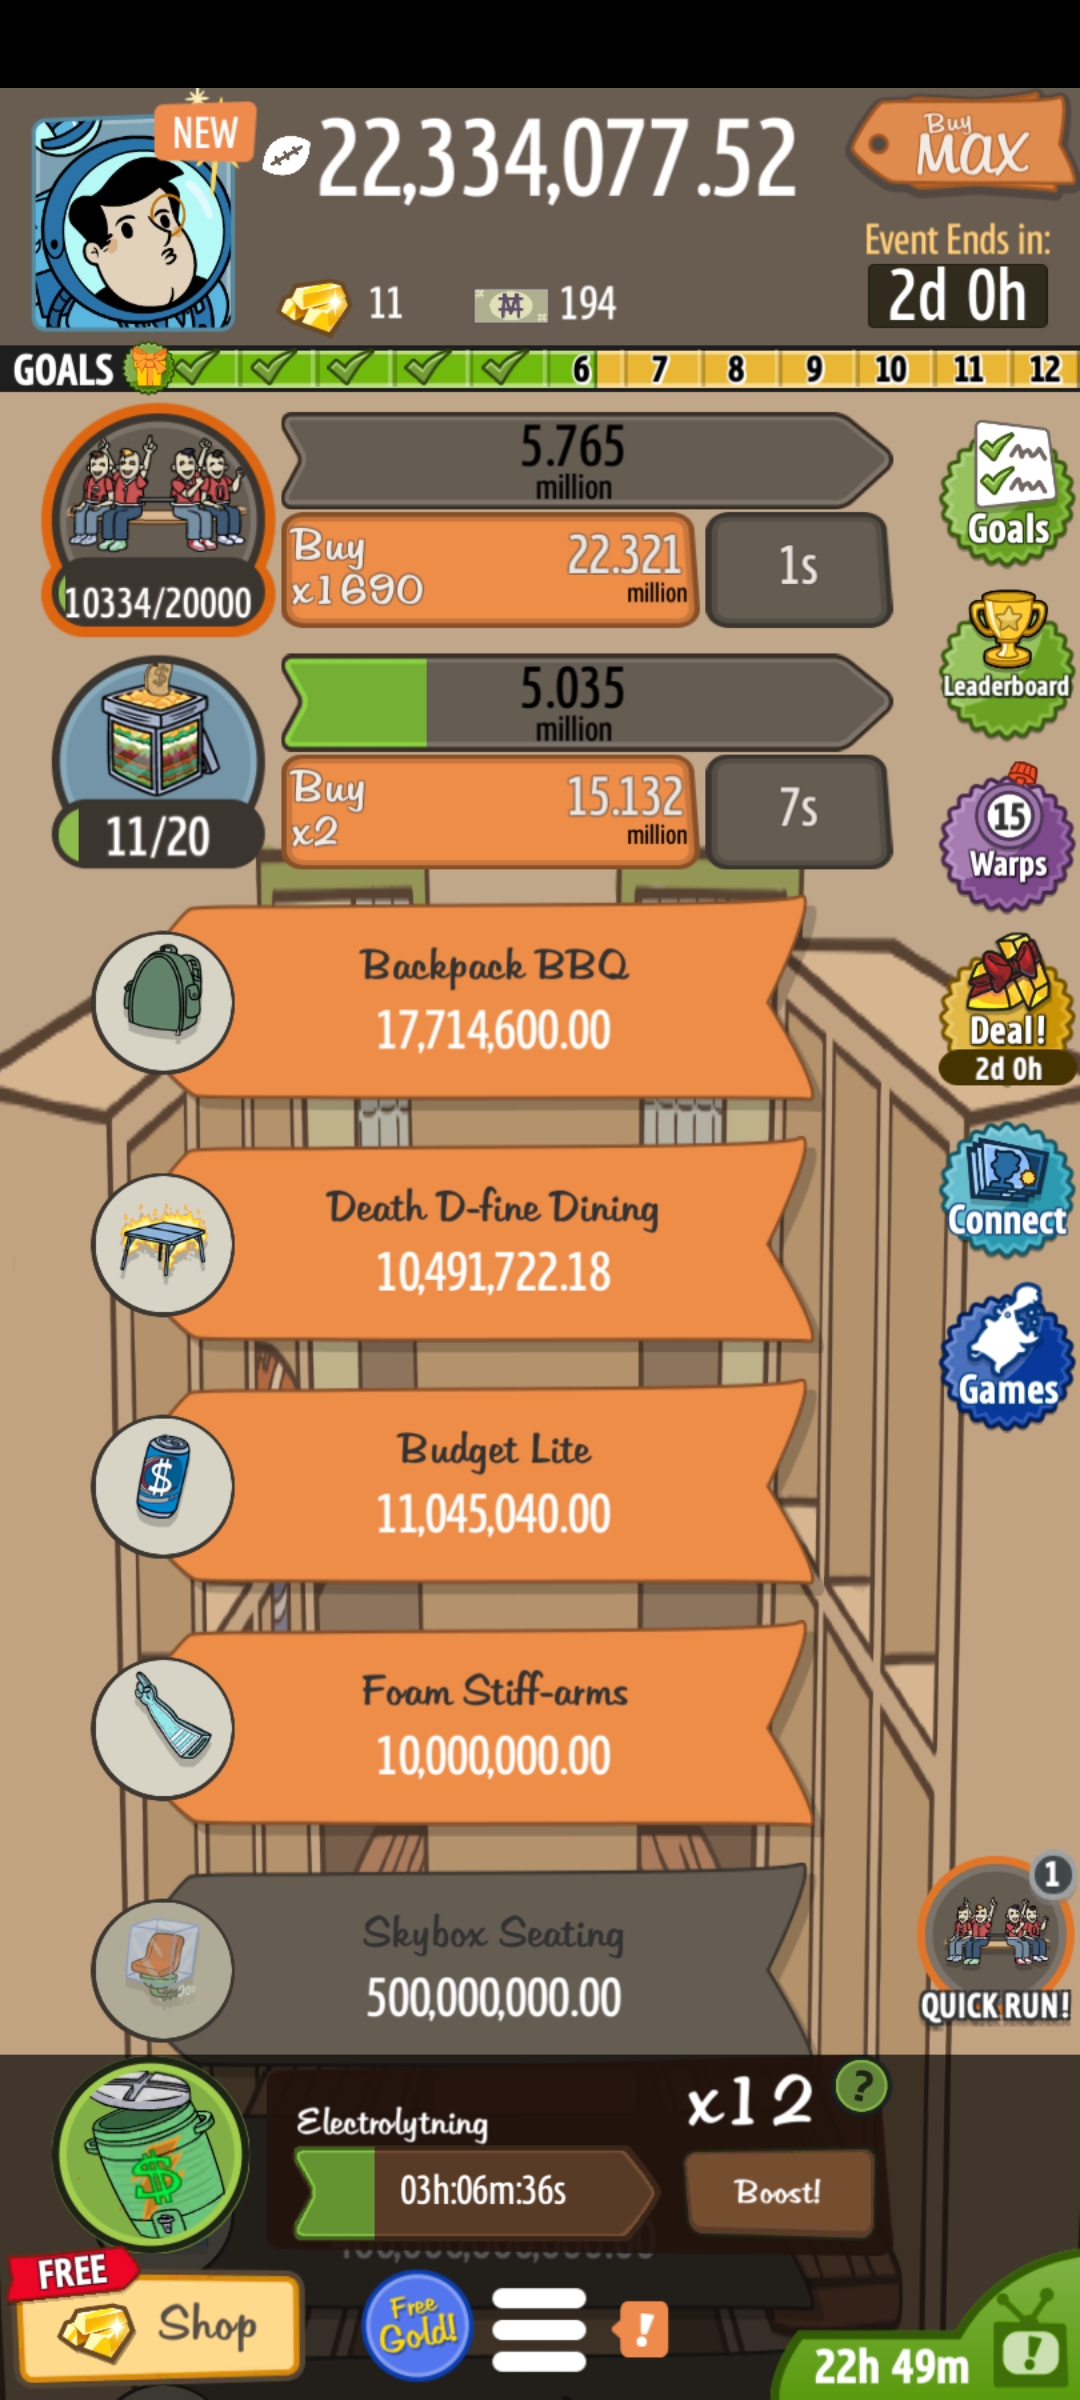 NEW
22,334,077.52
Buy
MAX
Event Ends in:
2d 0h
11
194
GOALS
6 7 8 9 10 11 12
5.765
million
Buy
x1690
22.321
million
1s
10334/20000
Goals
5.035
million
Buy
x2
15.132
million
7s
11/20
Leaderboard
15
Warps
Backpack BBQ
17,714,600.00
Deal!
2d 0h
Death D-fine Dining
10,491,722.18
Connect
Budget Lite
11,045,040.00
Games
Foam Stiff-arms
10,000,000.00
Skybox Seating
500,000,000.00
1
QUICK RUN!
Electrolytning
x12
?
03h:06m:36s
Boost!
FREE
Shop
Free
Gold!
!
22h 49m
!